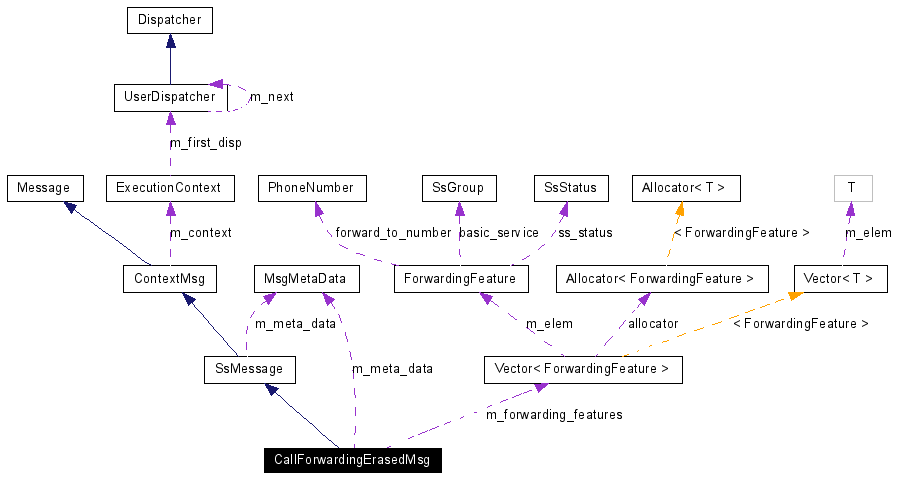 Dispatcher
UserDispatcher
m_next
m_first_disp
Message
ExecutionContext
PhoneNumber
SsGroup
SsStatus
Allocator< T >
T
m_context
forward_to_number
basic_service
ss_status
< ForwardingFeature >
m_elem
ContextMsg
MsgMetaData
ForwardingFeature
Allocator< ForwardingFeature >
Vector< T >
m_meta_data
m_elem
allocator
< ForwardingFeature >
SsMessage
m_meta_data
Vector< ForwardingFeature >
m_forwarding_features
CallForwardingErasedMsg